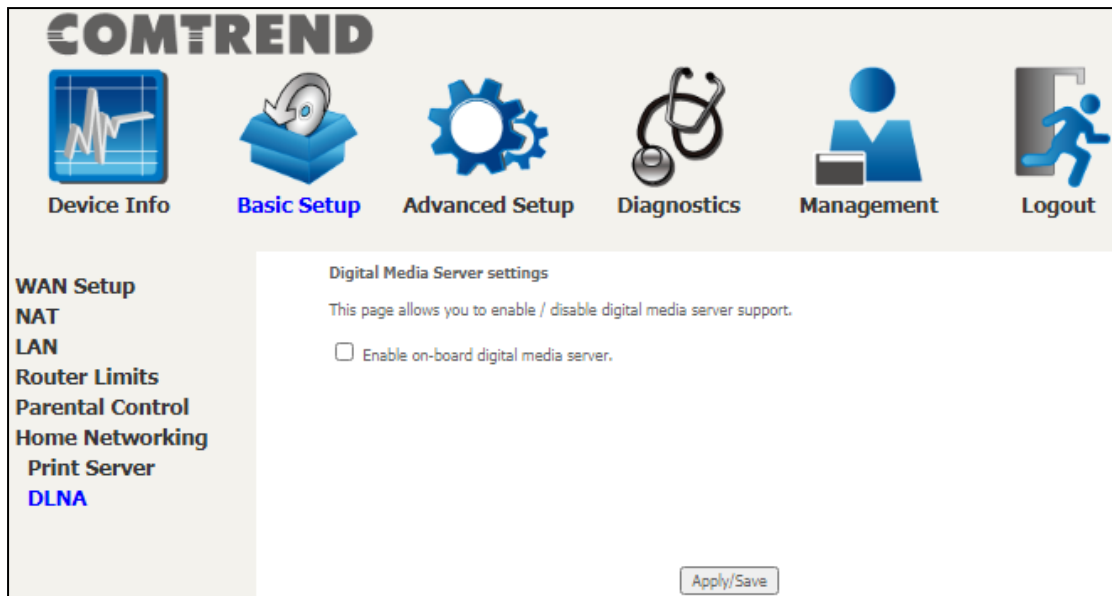 COMTREND
Device Info
Basic Setup
Advanced Setup
Diagnostics
Management
Logout
WAN Setup
NAT
LAN
Router Limits
Parental Control
Home Networking
Print Server
DLNA
Digital Media Server settings
This page allows you to enable / disable digital media server support.
Enable on-board digital media server.
Apply/Save